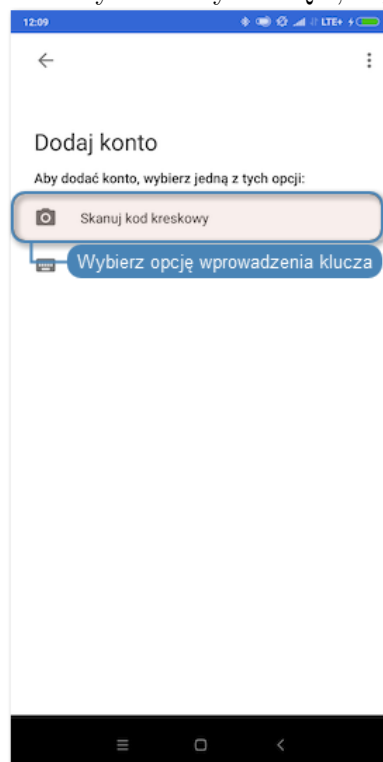 12:09 LTE+
Dodaj konto
Aby dodać konto, wybierz jedną z tych opcji:
Skanuj kod kreskowy
Wybierz opcję wprowadzenia klucza